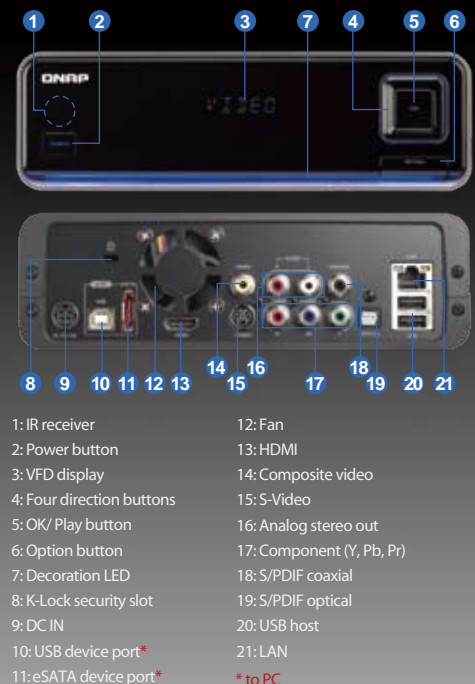 1 2 3 7 4 5 6
QNAP
VIDEO
8 9 10 11 12 13 14 15 16 17 18 19 20 21
1: IR receiver
2: Power button
3: VFD display
4: Four direction buttons
5: OK/ Play button
6: Option button
7: Decoration LED
8: K-Lock security slot
9: DC IN
10: USB device port*
11: eSATA device port*
12: Fan
13: HDMI
14: Composite video
15: S-Video
16: Analog stereo out
17: Component (Y, Pb, Pr)
18: S/PDIF coaxial
19: S/PDIF optical
20: USB host
21: LAN
* to PC